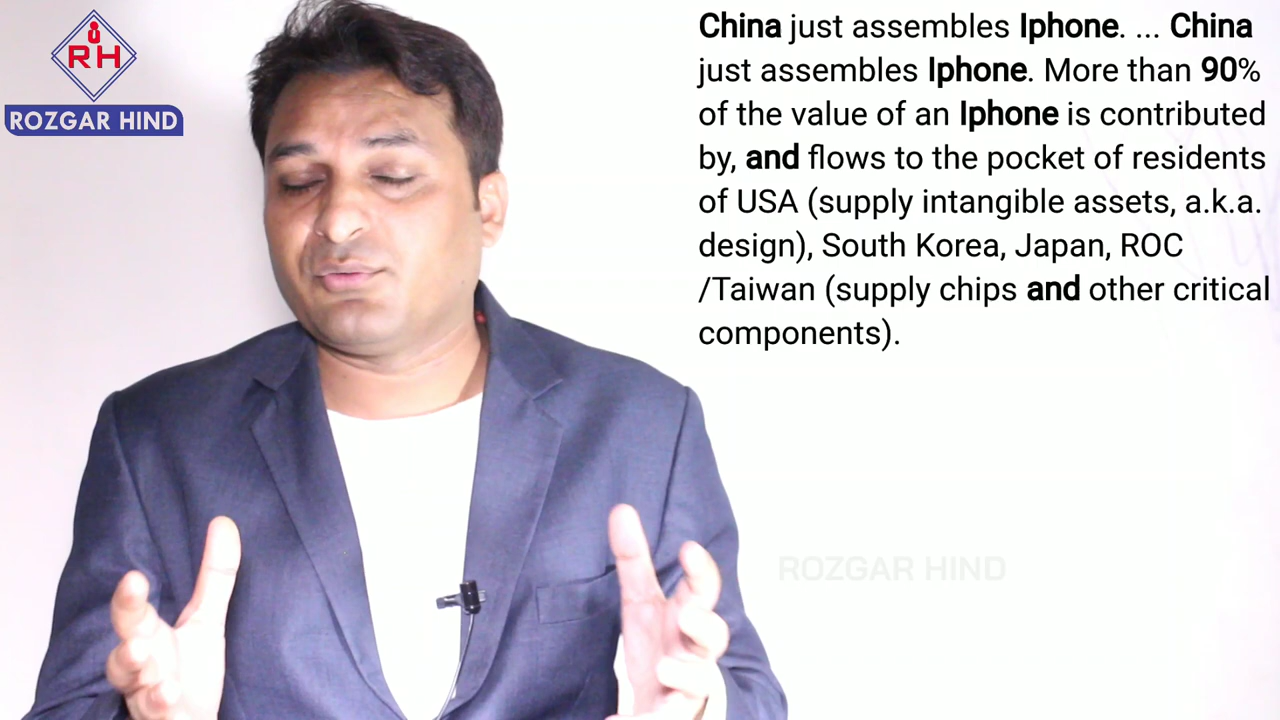 RH
ROZGAR HIND
China just assembles Iphone. ... China
just assembles Iphone. More than 90%
of the value of an Iphone is contributed
by, and flows to the pocket of residents
of USA (supply intangible assets, a.k.a.
design), South Korea, Japan, ROC
/Taiwan (supply chips and other critical
components).
ROZGAR HIND